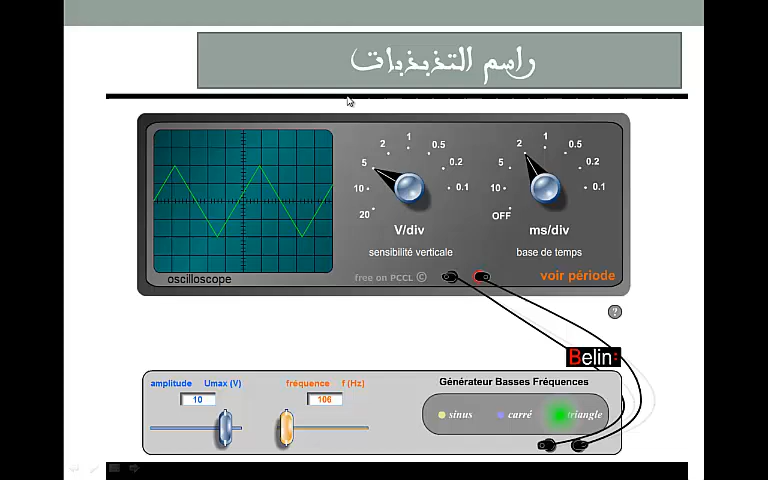 راسم التذبذبات
1
2
0.5
5
0.2
10
0.1
20
V/div
sensibilité verticale
1
2
0.5
5
0.2
10
0.1
OFF
ms/div
base de temps
oscilloscope
free on PCCL ©
voir période
?
Belin:
amplitude Umax (V)
10
fréquence f (Hz)
106
Générateur Basses Fréquences
sinus
carré
triangle